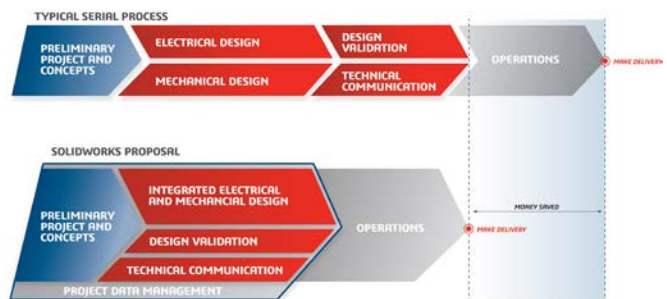 TYPICAL SERIAL PROCESS
PRELIMINARY
PROJECT AND
CONCEPTS
ELECTRICAL DESIGN
MECHANICAL DESIGN
DESIGN
VALIDATION
TECHNICAL
COMMUNICATION
OPERATIONS
MAKE DELIVERY
SOLIDWORKS PROPOSAL
PRELIMINARY
PROJECT AND
CONCEPTS
INTEGRATED ELECTRICAL
AND MECHANCIAL DESIGN
DESIGN VALIDATION
TECHNICAL COMMUNICATION
PROJECT DATA MANAGEMENT
OPERATIONS
MAKE DELIVERY
MONEY SAVED